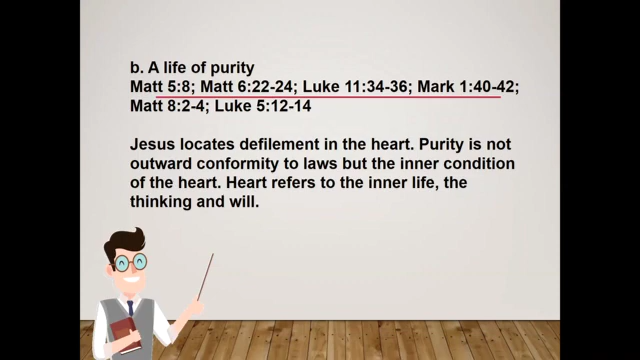 b. A life of purity
Matt 5:8; Matt 6:22-24; Luke 11:34-36; Mark 1:40-42;
Matt 8:2-4; Luke 5:12-14
Jesus locates defilement in the heart. Purity is not
outward conformity to laws but the inner condition
of the heart. Heart refers to the inner life, the
thinking and will.